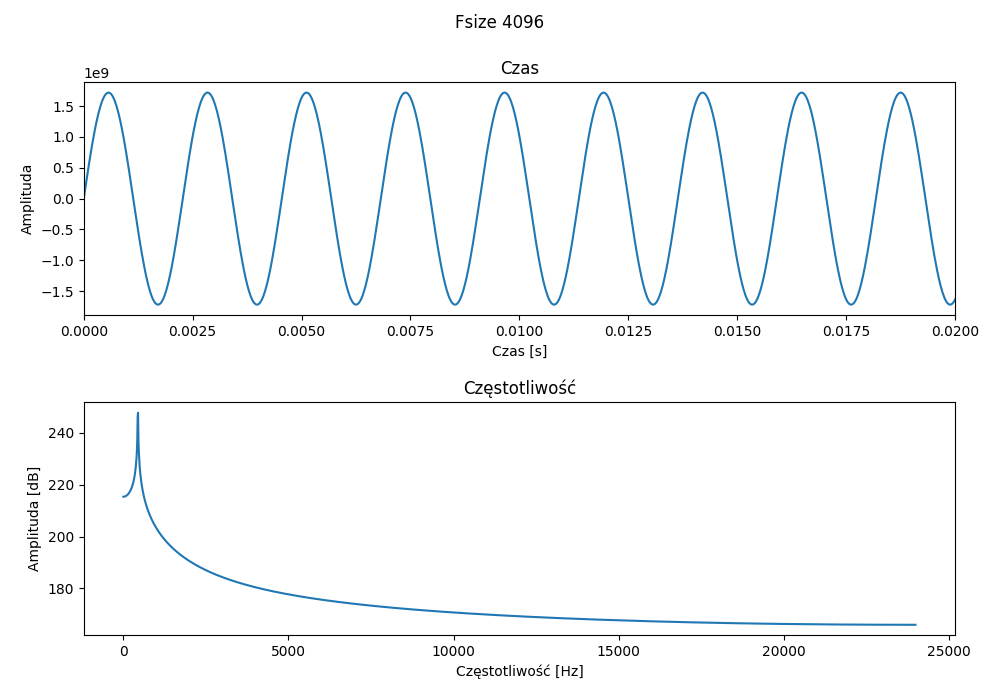 Fsize 4096
Czas
1e9
1.5
1.0
0.5
0.0
−0.5
−1.0
−1.5
Amplituda
0.0000 0.0025 0.0050 0.0075 0.0100 0.0125 0.0150 0.0175 0.0200
Czas [s]
Częstotliwość
240
220
200
180
Amplituda [dB]
0 5000 10000 15000 20000 25000
Częstotliwość [Hz]